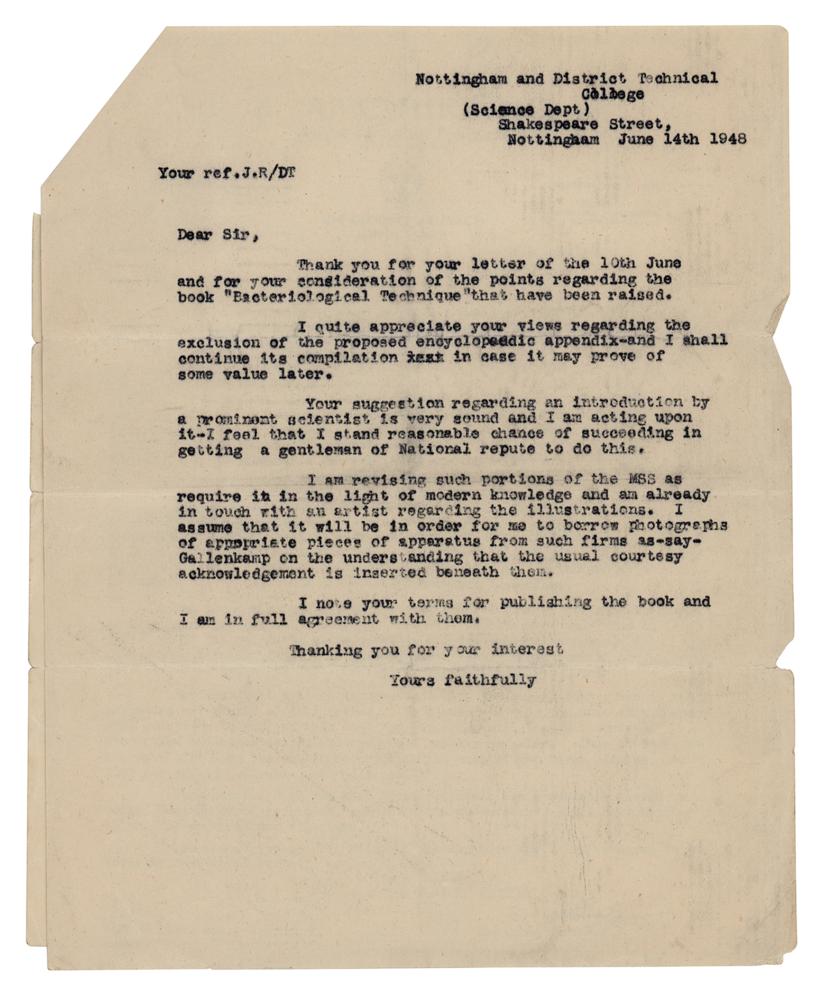 Nottingham and District Technical
College
(Science Dept)
Shakespeare Street,
Nottingham June 14th 1948
Your ref.J.R/DT
Dear Sir,
Thank you for your letter of the 10th June
and for your consideration of the points regarding the
book "Bacteriological Technique"that have been raised.
I quite appreciate your views regarding the
exclusion of the proposed encyclopaedic appendix-and I shall
continue its compilation in case it may prove of
some value later.
Your suggestion regarding an introduction by
a prominent scientist is very sound and I am acting upon
it-I feel that I stand reasonable chance of succeeding in
getting a gentleman of National repute to do this.
I am revising such portions of the MSS as
require it in the light of modern knowledge and am already
in touch with an artist regarding the illustrations. I
assume that it will be in order for me to borrow photographs
of appropriate pieces of apparatus from such firms as-say-
Gallenkamp on the understanding that the usual courtesy
acknowledgement is inserted beneath them.
I note your terms for publishing the book and
I am in full agreement with them.
Thanking you for your interest
Yours faithfully